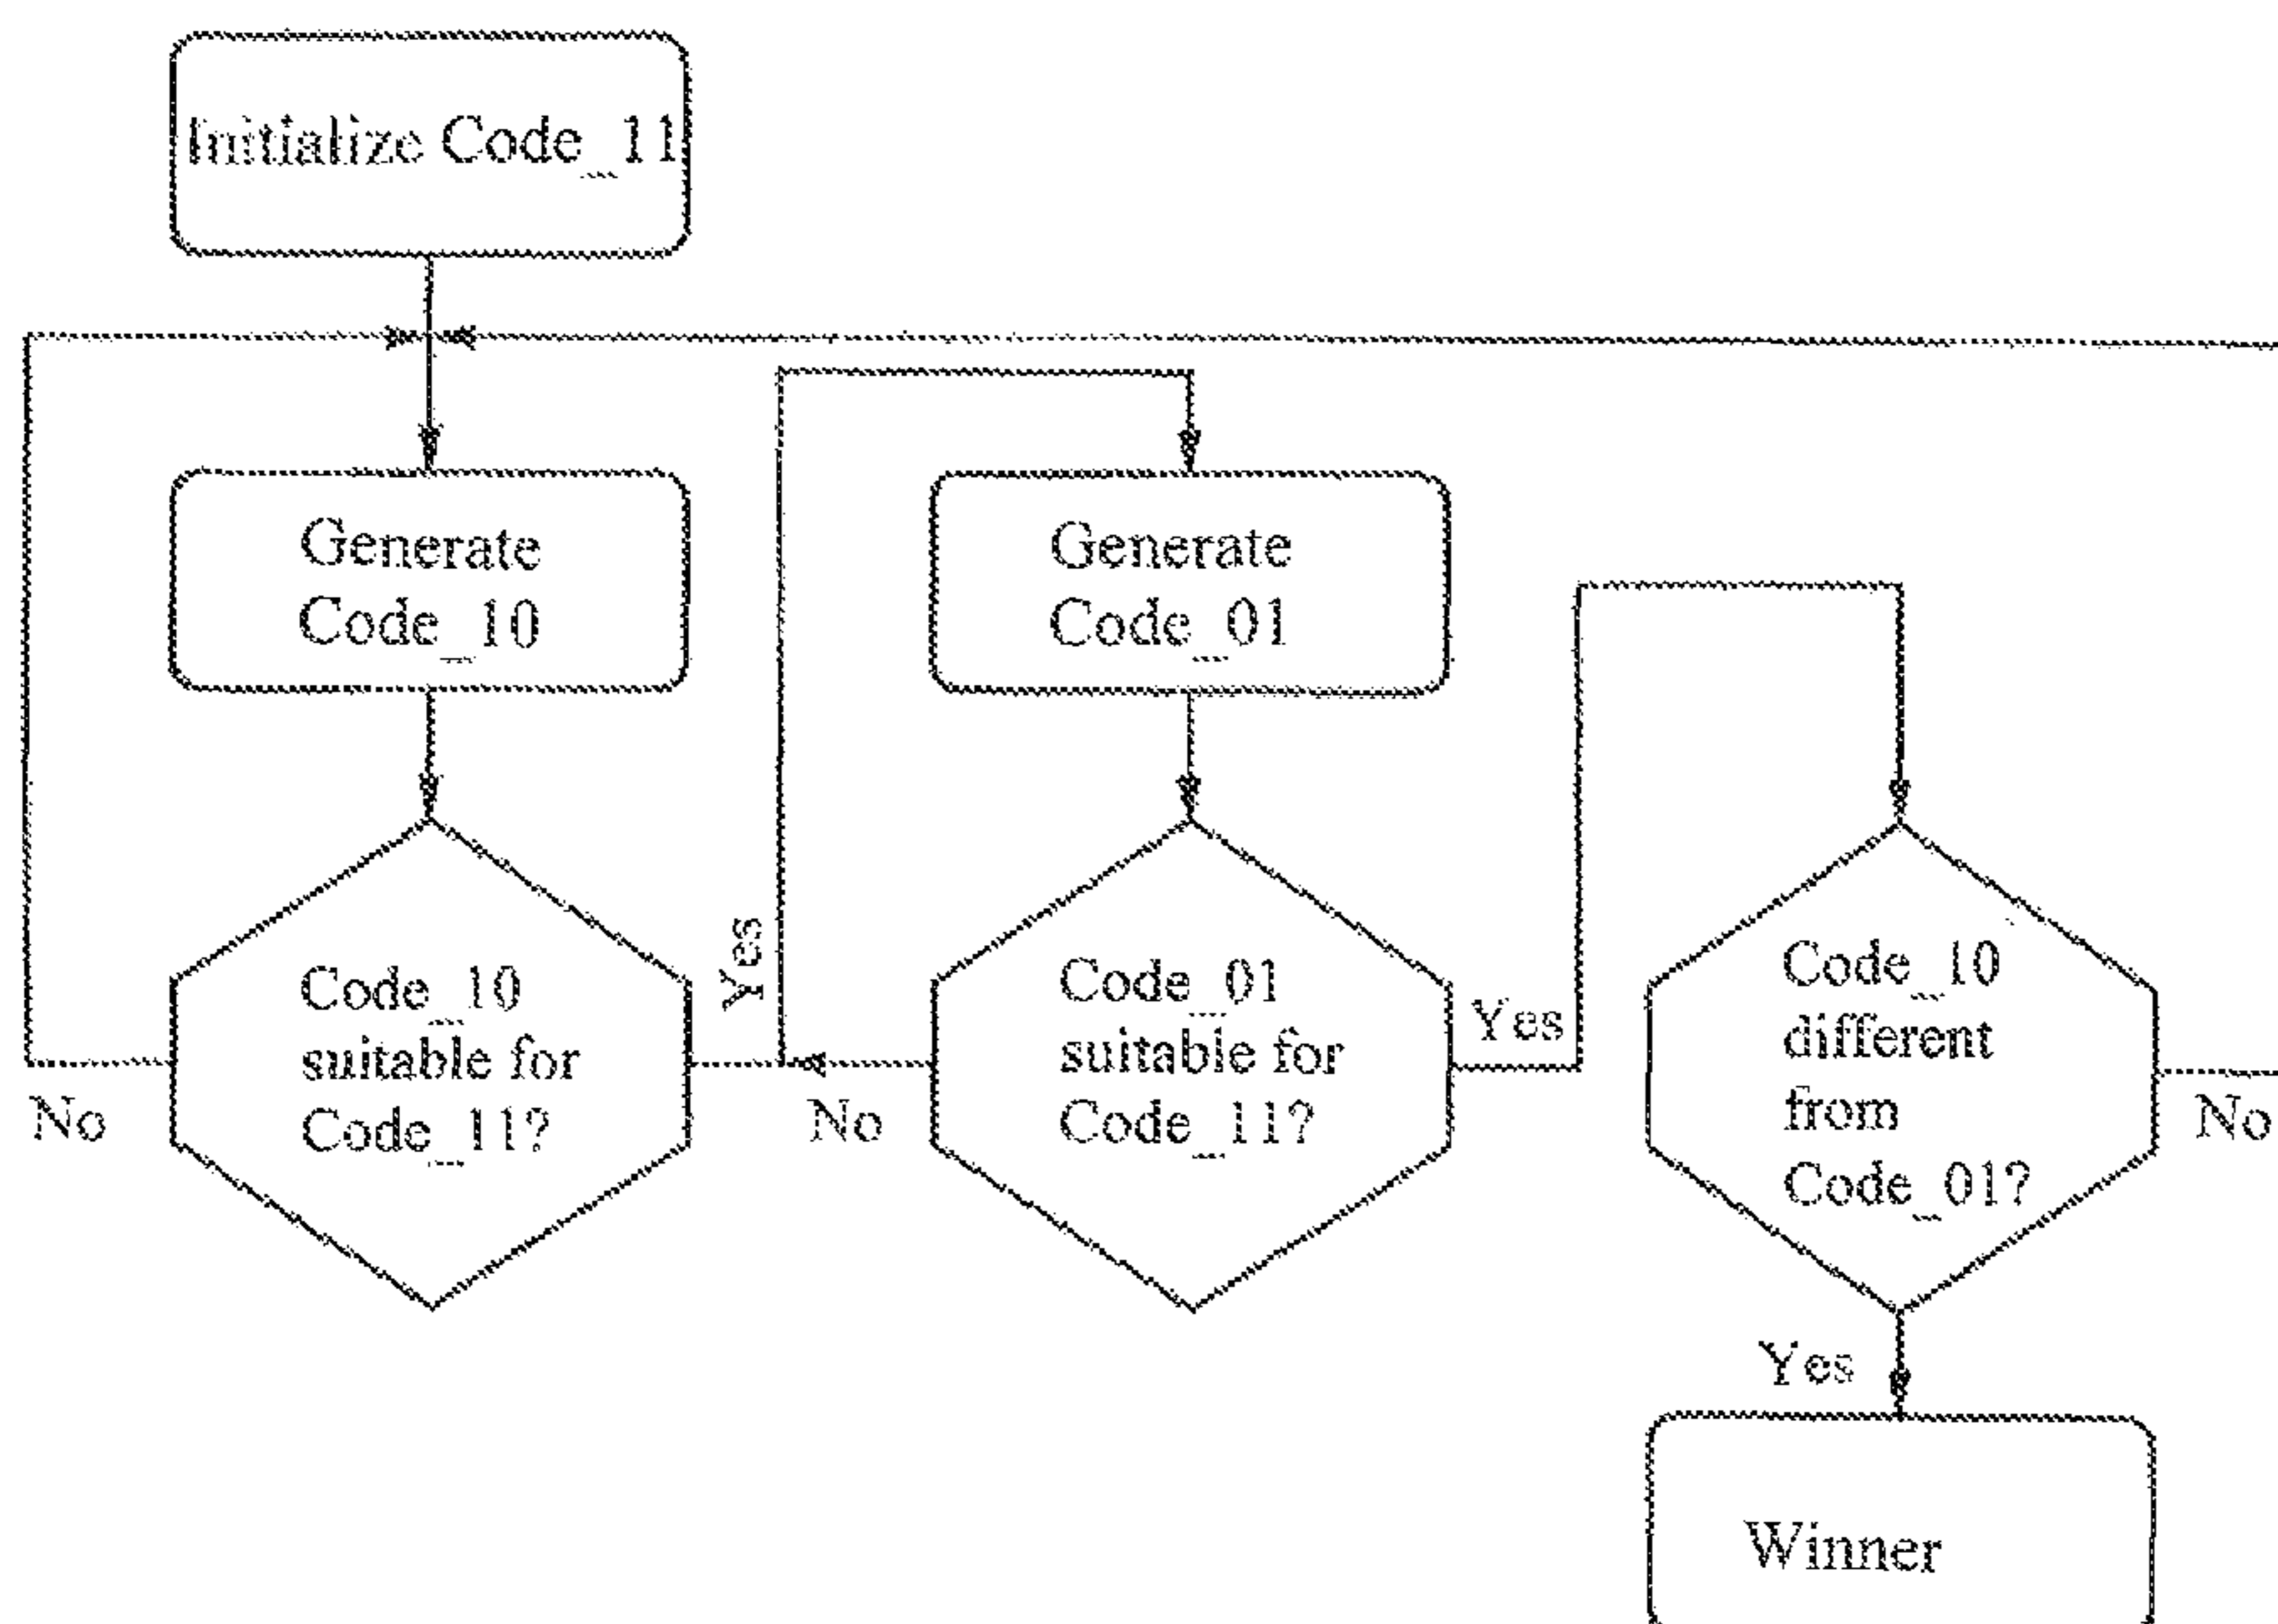 Initialize Code_11
Generate
Code_10
Generate
Code_01
Code_10
suitable for
Code_11?
No
Yes
Code_01
suitable for
Code_11?
No
Yes
Code_10
different
from
Code_01?
No
Yes
Winner